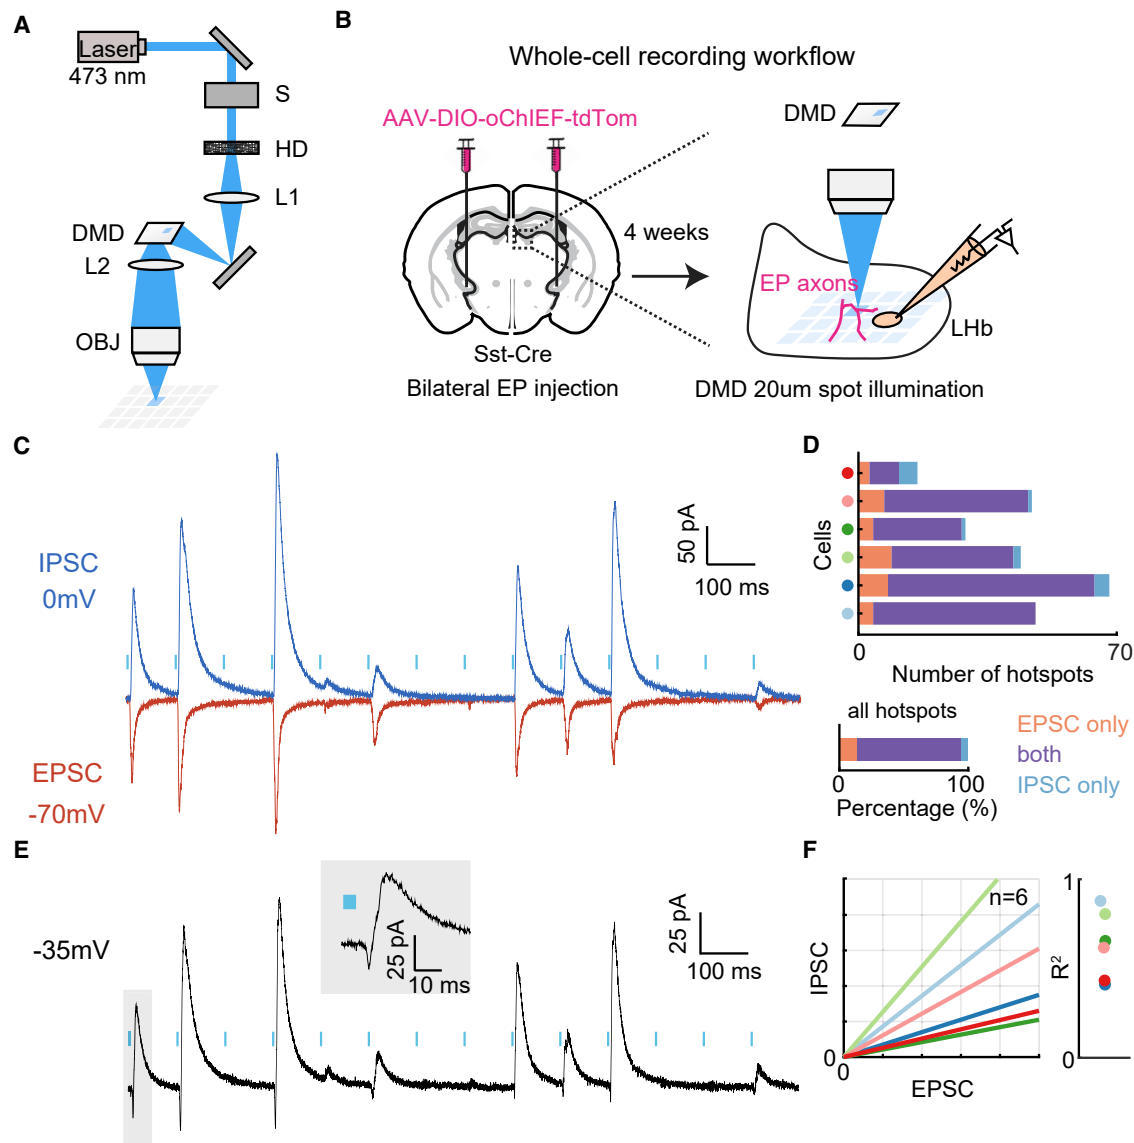 A
Laser
473 nm
S
HD
L1
DMD
L2
OBJ
B
Whole-cell recording workflow
AAV-DIO-oChIEF-tdTom
DMD
4 weeks
EP axons
LHb
Sst-Cre
Bilateral EP injection
DMD 20um spot illumination
C
IPSC
0mV
EPSC
-70mV
50 pA
100 ms
D
Cells
0
70
Number of hotspots
all hotspots
0
100
Percentage (%)
EPSC only
both
IPSC only
E
-35mV
25 pA
10 ms
25 pA
100 ms
F
n=6
IPSC
0
0
EPSC
1
R²
0